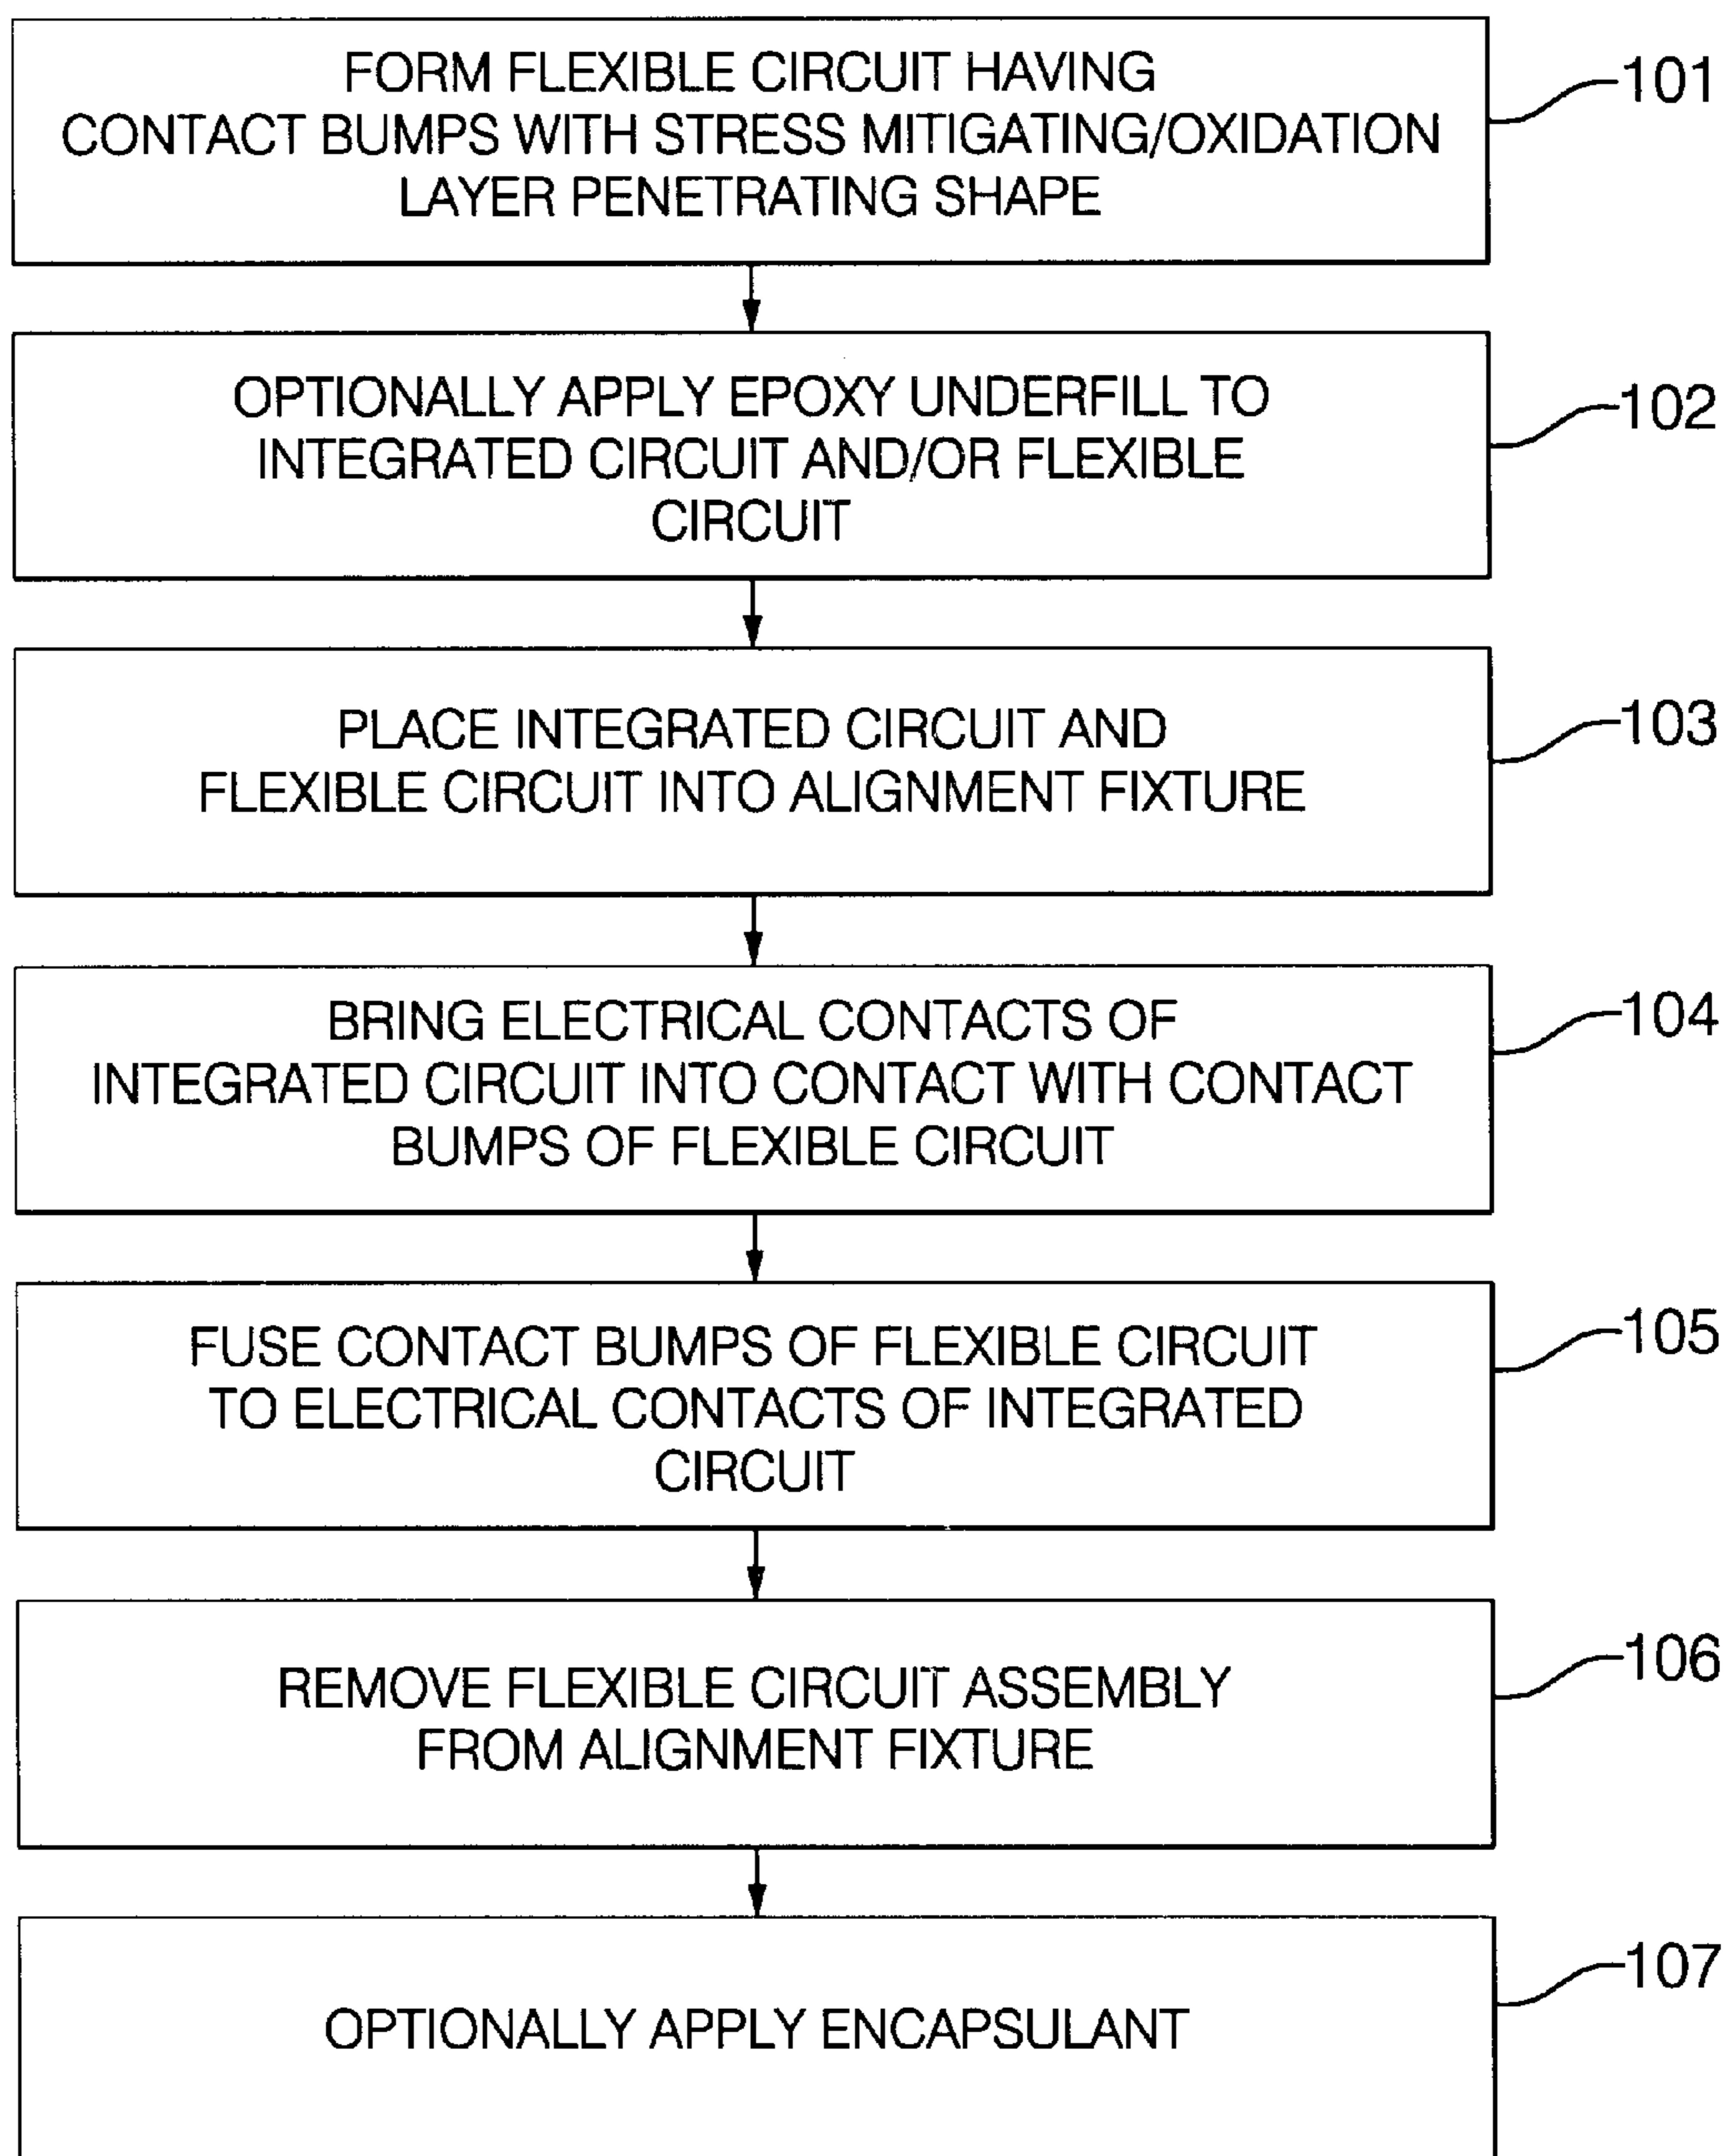 FORM FLEXIBLE CIRCUIT HAVING
CONTACT BUMPS WITH STRESS MITIGATING/OXIDATION
LAYER PENETRATING SHAPE
101
OPTIONALLY APPLY EPOXY UNDERFILL TO
INTEGRATED CIRCUIT AND/OR FLEXIBLE
CIRCUIT
102
PLACE INTEGRATED CIRCUIT AND
FLEXIBLE CIRCUIT INTO ALIGNMENT FIXTURE
103
BRING ELECTRICAL CONTACTS OF
INTEGRATED CIRCUIT INTO CONTACT WITH CONTACT
BUMPS OF FLEXIBLE CIRCUIT
104
FUSE CONTACT BUMPS OF FLEXIBLE CIRCUIT
TO ELECTRICAL CONTACTS OF INTEGRATED
CIRCUIT
105
REMOVE FLEXIBLE CIRCUIT ASSEMBLY
FROM ALIGNMENT FIXTURE
106
OPTIONALLY APPLY ENCAPSULANT
107